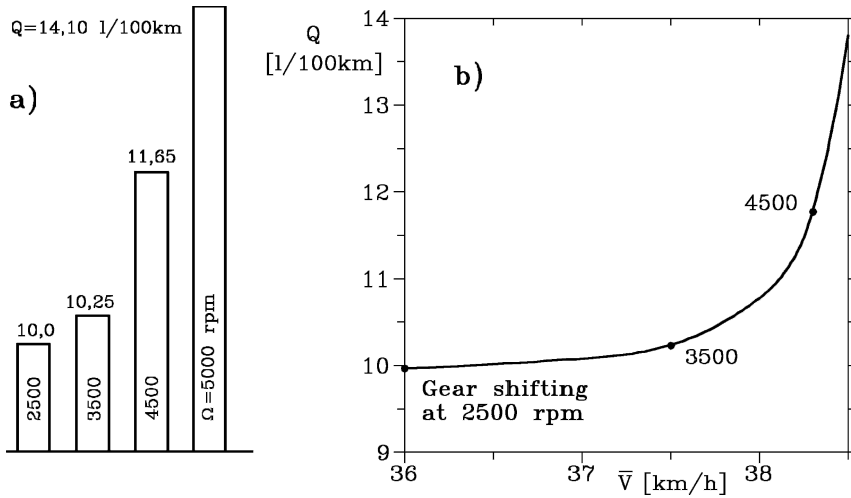 Q=14,10 l/100km
a)
11,65
10,25
10,0
2500
3500
4500
Ω=5000 rpm
Q
[l/100km]
b)
14
13
12
11
10
9
4500
3500
Gear shifting
at 2500 rpm
36
37
38
V̅ [km/h]